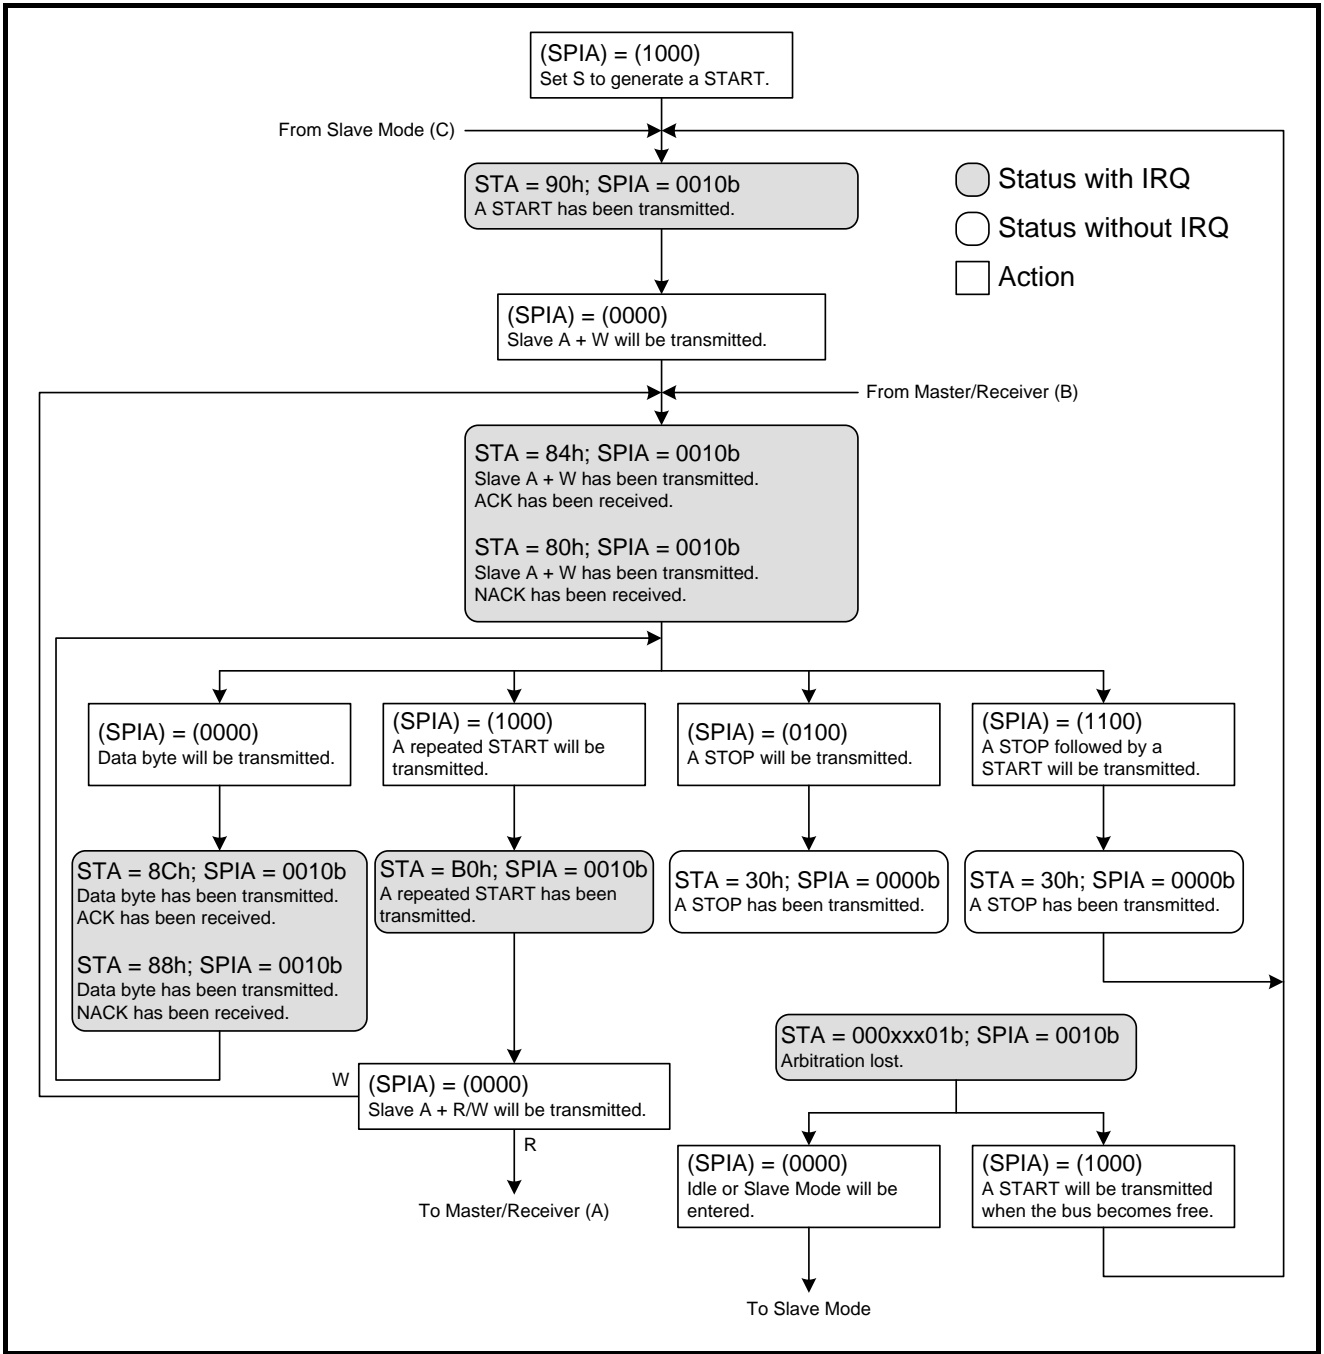 (SPIA) = (1000)
Set S to generate a START.
From Slave Mode (C)
STA = 90h; SPIA = 0010b
A START has been transmitted.
Status with IRQ
Status without IRQ
Action
(SPIA) = (0000)
Slave A + W will be transmitted.
From Master/Receiver (B)
STA = 84h; SPIA = 0010b
Slave A + W has been transmitted.
ACK has been received.
STA = 80h; SPIA = 0010b
Slave A + W has been transmitted.
NACK has been received.
(SPIA) = (0000)
Data byte will be transmitted.
(SPIA) = (1000)
A repeated START will be
transmitted.
(SPIA) = (0100)
A STOP will be transmitted.
(SPIA) = (1100)
A STOP followed by a
START will be transmitted.
STA = 8Ch; SPIA = 0010b
Data byte has been transmitted.
ACK has been received.
STA = 88h; SPIA = 0010b
Data byte has been transmitted.
NACK has been received.
STA = B0h; SPIA = 0010b
A repeated START has been
transmitted.
STA = 30h; SPIA = 0000b
A STOP has been transmitted.
STA = 30h; SPIA = 0000b
A STOP has been transmitted.
STA = 000xxx01b; SPIA = 0010b
Arbitration lost.
W
(SPIA) = (0000)
Slave A + R/W will be transmitted.
R
To Master/Receiver (A)
(SPIA) = (0000)
Idle or Slave Mode will be
entered.
(SPIA) = (1000)
A START will be transmitted
when the bus becomes free.
To Slave Mode